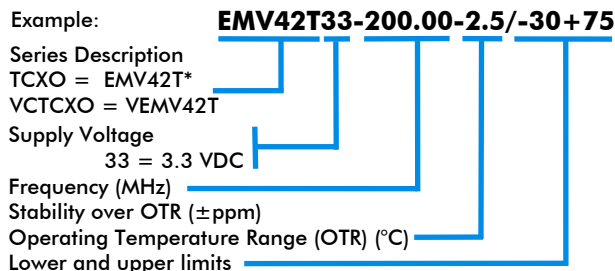 Example: EMV42T33-200.00-2.5/-30+75
Series Description
TCXO = EMV42T*
VCTCXO = VEMV42T
Supply Voltage
33 = 3.3 VDC
Frequency (MHz)
Stability over OTR (±ppm)
Operating Temperature Range (OTR) (°C)
Lower and upper limits